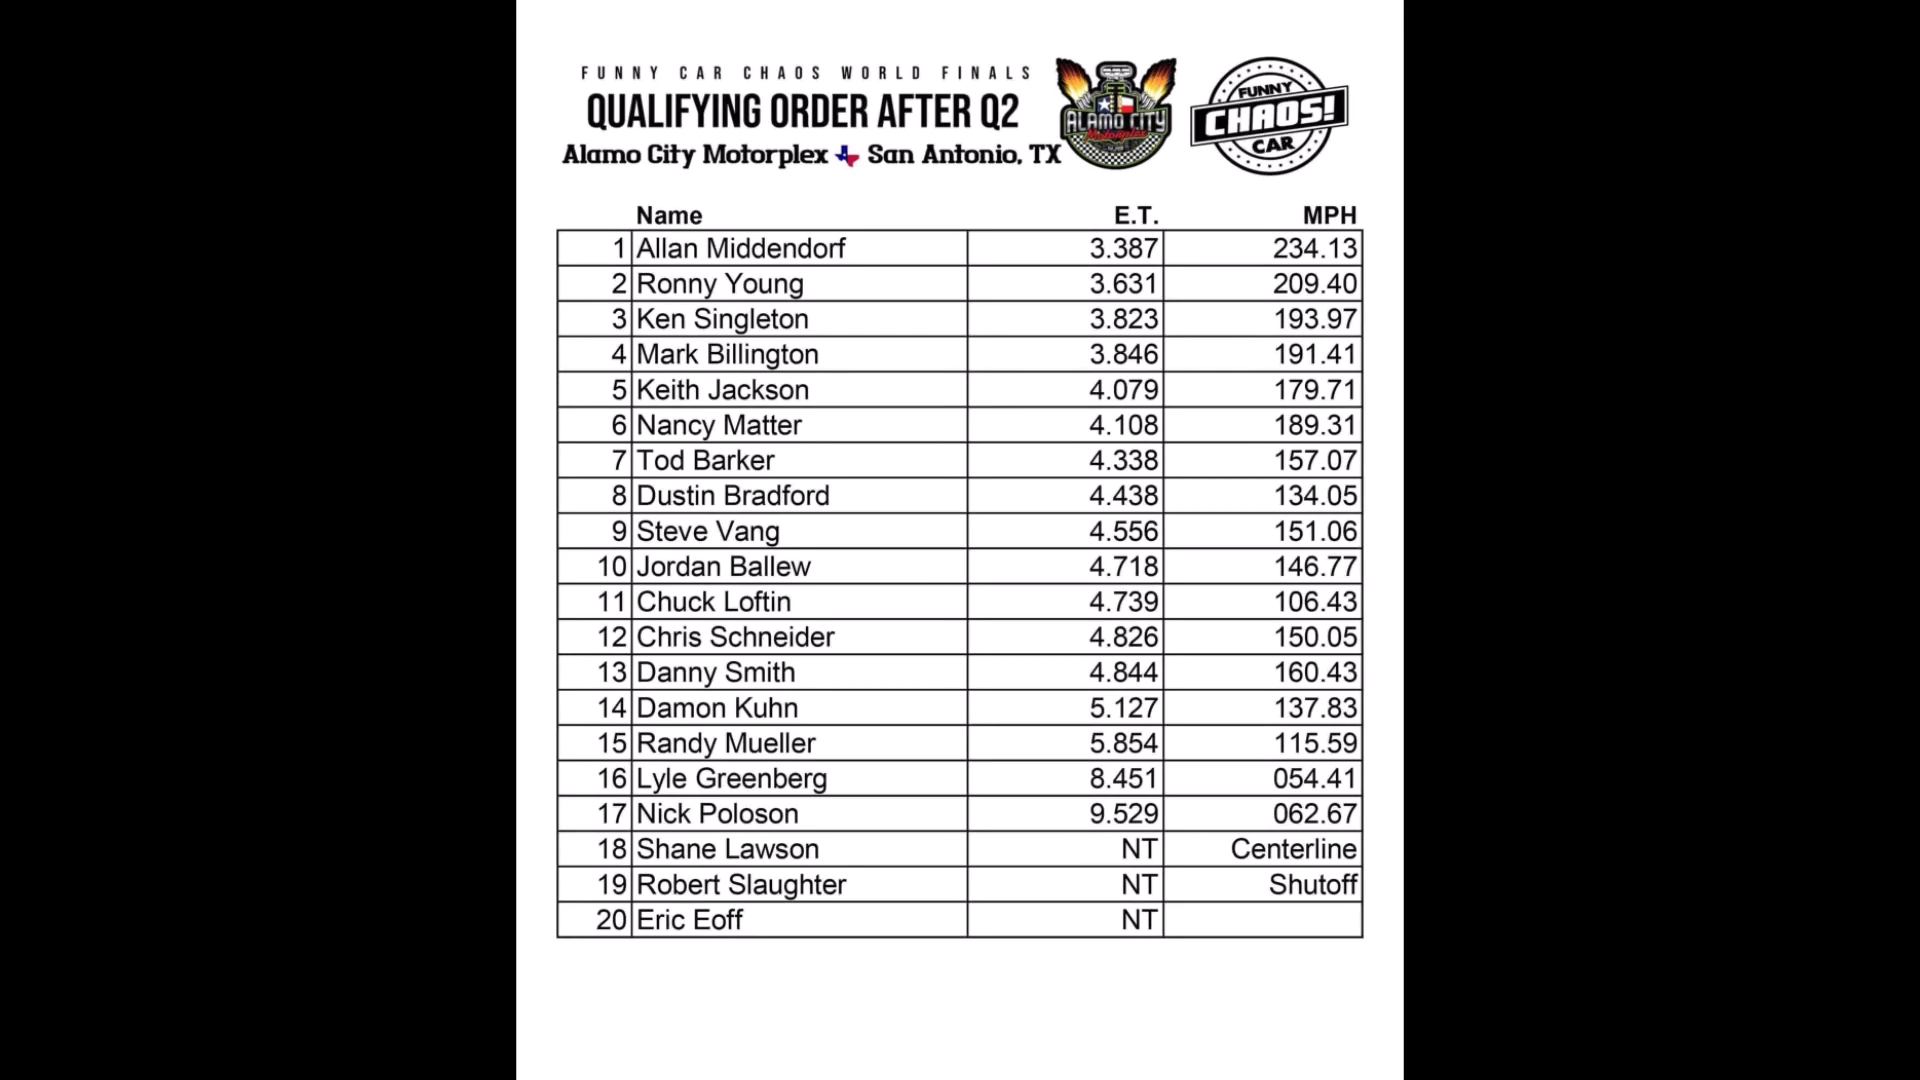 FUNNY CAR CHAOS WORLD FINALS
QUALIFYING ORDER AFTER Q2
Alamo City Motorplex San Antonio, TX
ALAMO CITY
Motorplex
FUNNY
CHAOS!
CAR
Name E.T. MPH
1 Allan Middendorf 3.387 234.13
2 Ronny Young 3.631 209.40
3 Ken Singleton 3.823 193.97
4 Mark Billington 3.846 191.41
5 Keith Jackson 4.079 179.71
6 Nancy Matter 4.108 189.31
7 Tod Barker 4.338 157.07
8 Dustin Bradford 4.438 134.05
9 Steve Vang 4.556 151.06
10 Jordan Ballew 4.718 146.77
11 Chuck Loftin 4.739 106.43
12 Chris Schneider 4.826 150.05
13 Danny Smith 4.844 160.43
14 Damon Kuhn 5.127 137.83
15 Randy Mueller 5.854 115.59
16 Lyle Greenberg 8.451 054.41
17 Nick Poloson 9.529 062.67
18 Shane Lawson NT Centerline
19 Robert Slaughter NT Shutoff
20 Eric Eoff NT